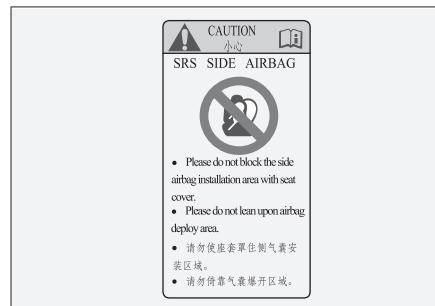 CAUTION
小心
SRS SIDE AIRBAG
● Please do not block the side
airbag installation area with seat
cover.
● Please do not lean upon airbag
deploy area.
● 请勿使座套罩住侧气囊安
装区域。
● 请勿倚靠气囊爆开区域。